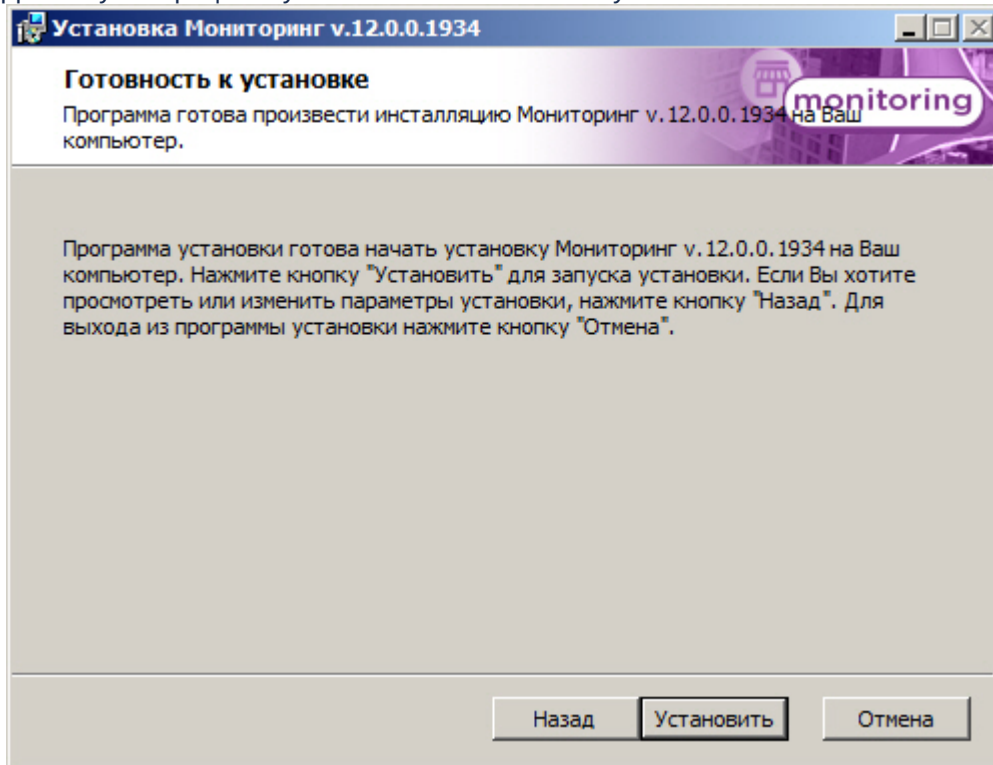 Установка Мониторинг v.12.0.0.1934
Готовность к установке
Программа готова произвести инсталляцию Мониторинг v.12.0.0.1934 на Ваш
компьютер.
monitoring
Программа установки готова начать установку Мониторинг v.12.0.0.1934 на Ваш
компьютер. Нажмите кнопку "Установить" для запуска установки. Если Вы хотите
просмотреть или изменить параметры установки, нажмите кнопку "Назад". Для
выхода из программы установки нажмите кнопку "Отмена".
Назад
Установить
Отмена